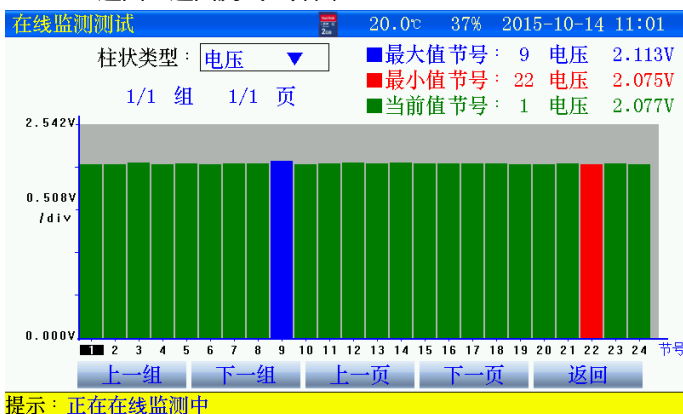 在线监测测试 20.0℃ 37% 2015-10-14 11:01
柱状类型： 电压 ▼
1/1 组 1/1 页
■最大值节号： 9 电压 2.113V
■最小值节号： 22 电压 2.075V
■当前值节号： 1 电压 2.077V
2.542V
0.508V
/div
0.000V
1 2 3 4 5 6 7 8 9 10 11 12 13 14 15 16 17 18 19 20 21 22 23 24 节号
上一组 下一组 上一页 下一页 返回
提示：正在在线监测中